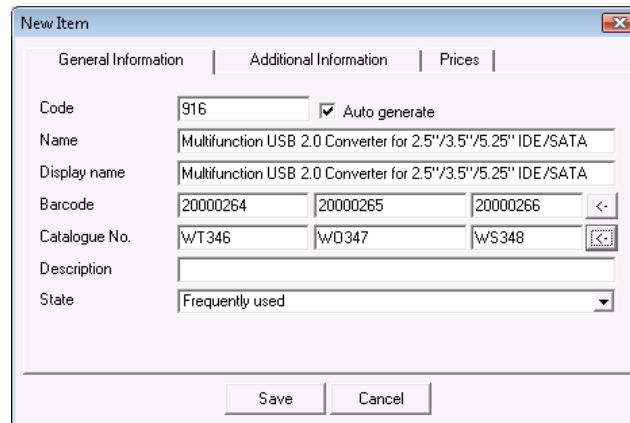 New Item
General Information Additional Information Prices
Code 916 Auto generate
Name Multifunction USB 2.0 Converter for 2.5"/3.5"/5.25" IDE/SATA
Display name Multifunction USB 2.0 Converter for 2.5"/3.5"/5.25" IDE/SATA
Barcode 20000264 20000265 20000266 <-
Catalogue No. WT346 WO347 WS348 <-
Description
State Frequently used
Save Cancel